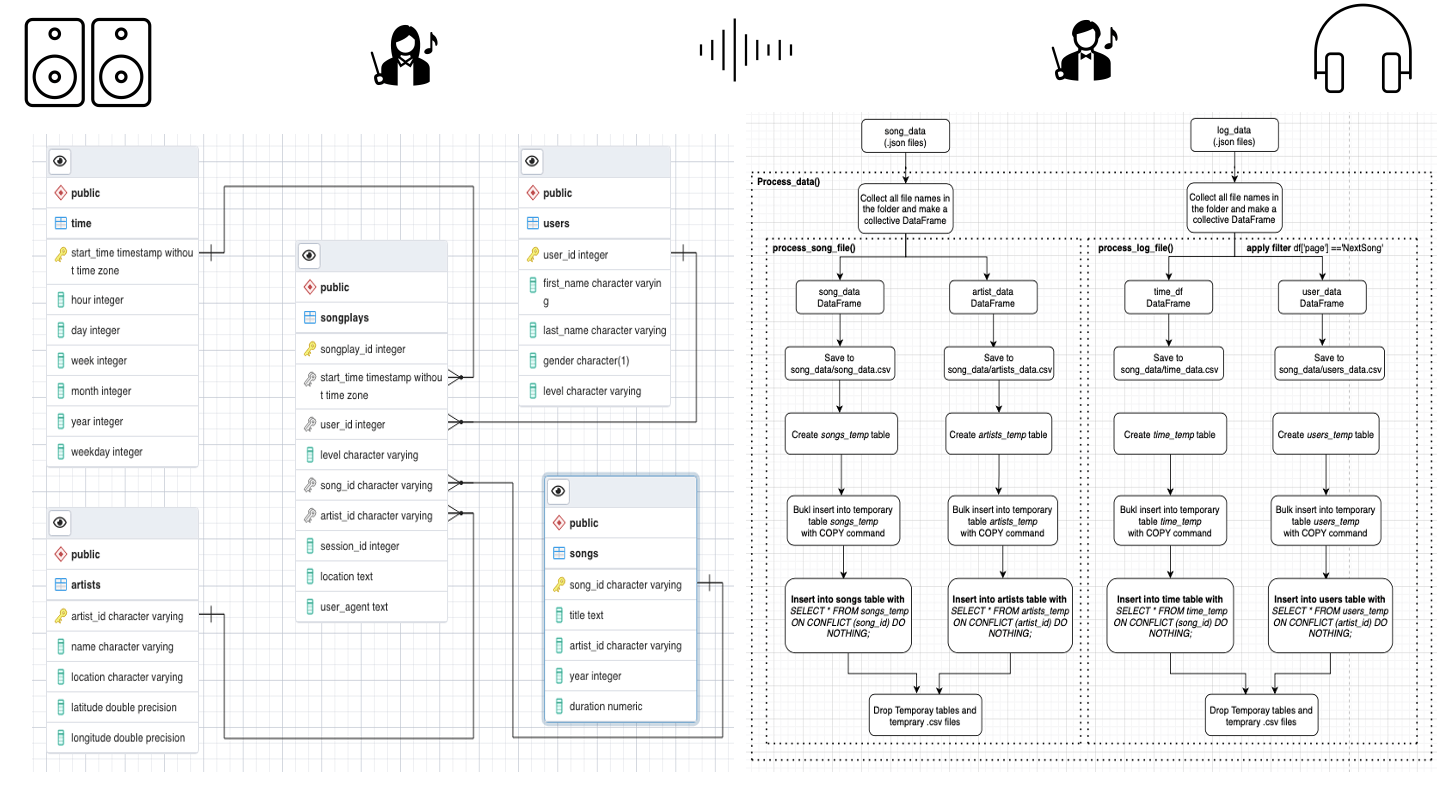 public
time
start_time timestamp withou
t time zone
hour integer
day integer
week integer
month integer
year integer
weekday integer
public
artists
artist_id character varying
name character varying
location character varying
latitude double precision
longitude double precision
public
songplays
songplay_id integer
start_time timestamp withou
t time zone
user_id integer
level character varying
song_id character varying
artist_id character varying
session_id integer
location text
user_agent text
public
users
user_id integer
first_name character varyin
g
last_name character varying
gender character(1)
level character varying
public
songs
song_id character varying
title text
artist_id character varying
year integer
duration numeric
song_data
(.json files)
log_data
(.json files)
Process_data()
Collect all file names in
the folder and make a
collective DataFrame
Collect all file names in
the folder and make a
collective DataFrame
process_song_file()
song_data
DataFrame
Save to
song_data/song_data.csv
Create songs_temp table
Bukl insert into temporary
table songs_temp
with COPY command
Insert into songs table with
SELECT * FROM songs_temp
ON CONFLICT (song_id) DO
NOTHING;
artist_data
DataFrame
Save to
song_data/artists_data.csv
Create artists_temp table
Bulk insert into temporary
table artists_temp
with COPY command
Insert into artists table with
SELECT * FROM artists_temp
ON CONFLICT (artist_id) DO
NOTHING;
Drop Temporay tables and
temprary .csv files
process_log_file()
apply filter df['page'] =='NextSong'
time_df
DataFrame
Save to
song_data/time_data.csv
Create time_temp table
Bulk insert into temporary
table time_temp
with COPY command
Insert into time table with
SELECT * FROM time_temp
ON CONFLICT (song_id) DO
NOTHING;
user_data
DataFrame
Save to
song_data/users_data.csv
Create users_temp table
Bulk insert into temporary
table users_temp
with COPY command
Insert into users table with
SELECT * FROM users_temp
ON CONFLICT (artist_id) DO
NOTHING;
Drop Temporay tables and
temprary .csv files